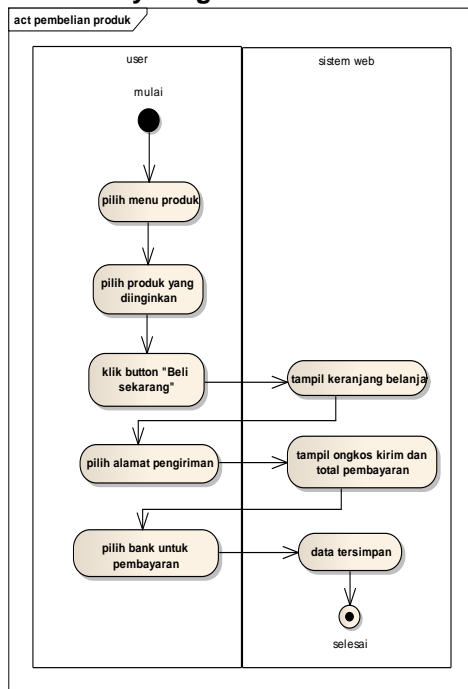 act pembelian produk
user
sistem web
mulai
pilih menu produk
pilih produk yang
diinginkan
klik button "Beli
sekarang"
tampil keranjang belanja
pilih alamat pengiriman
tampil ongkos kirim dan
total pembayaran
pilih bank untuk
pembayaran
data tersimpan
selesai